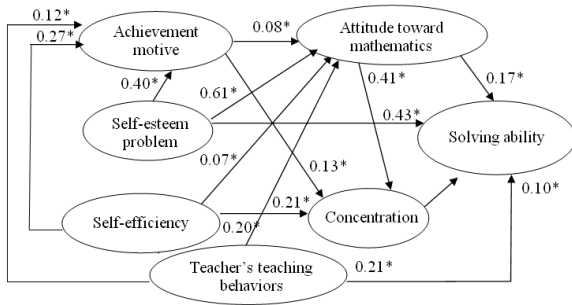 0.12*
0.27*
Achievement
motive
0.08*
Attitude toward
mathematics
0.40*
0.61*
0.41*
0.17*
Self-esteem
problem
0.43*
Solving ability
0.07*
0.13*
0.10*
Self-efficiency
0.20*
0.21*
Concentration
Teacher's teaching
behaviors
0.21*